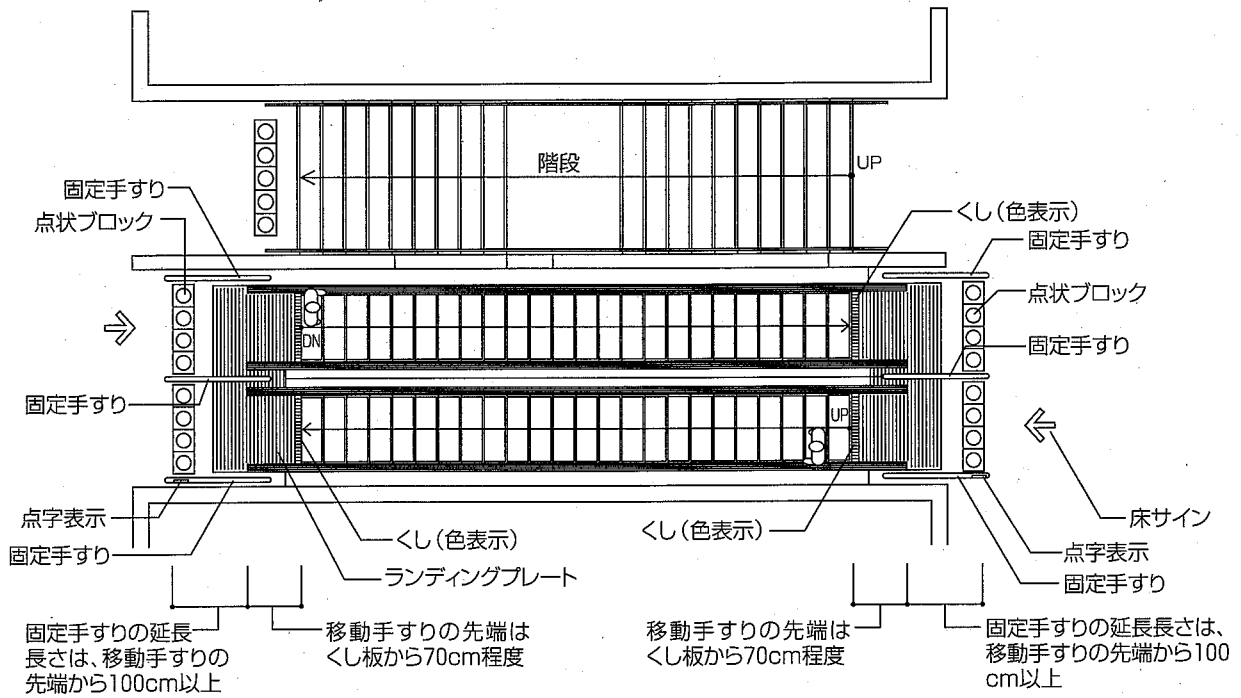 階段
UP
固定手すり
点状ブロック
くし(色表示)
固定手すり
点状ブロック
DN
固定手すり
固定手すり
UP
点字表示
固定手すり
くし(色表示)
ランディングプレート
くし(色表示)
床サイン
点字表示
固定手すり
固定手すりの延長
長さは、移動手すりの
先端から100cm以上
移動手すりの先端は
くし板から70cm程度
移動手すりの先端は
くし板から70cm程度
固定手すりの延長長さは、
移動手すりの先端から100
cm以上